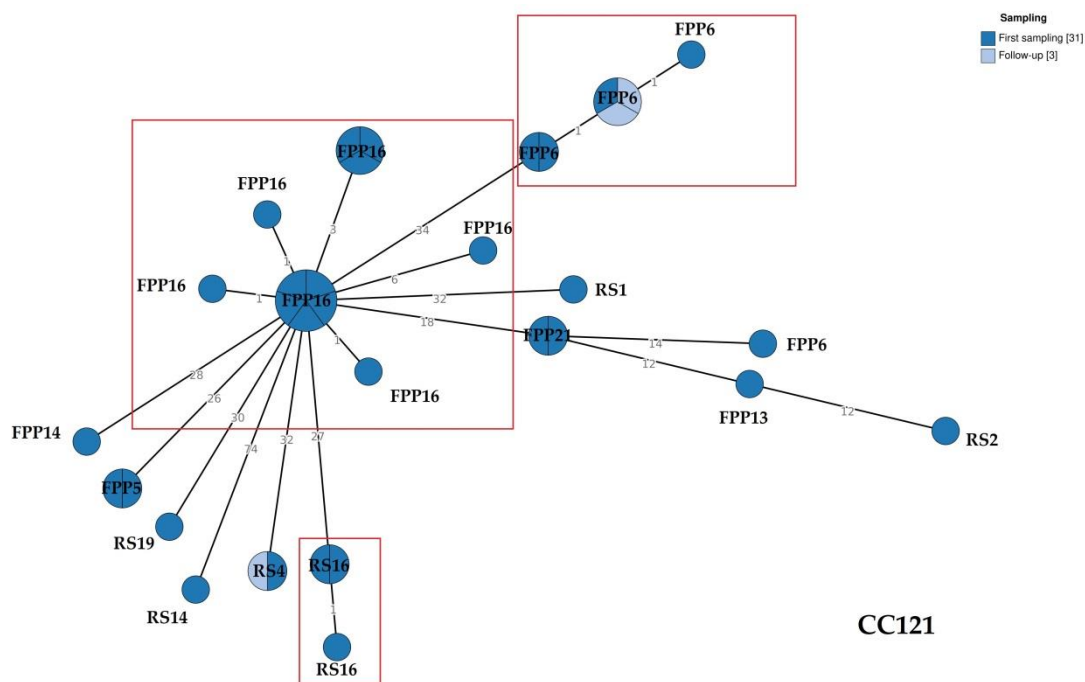 Sampling
First sampling [31]
Follow-up [3]
FPP6
1
FPP6
1
FPP6
FPP16
FPP16
3
34
FPP16
1
6
FPP16
1
FPP16
32
RS1
18
FPP21
1
14
FPP6
12
FPP16
FPP13
12
RS2
28
26
30
74
32
27
FPP14
FPP5
RS19
RS14
RS4
RS16
1
RS16
CC121